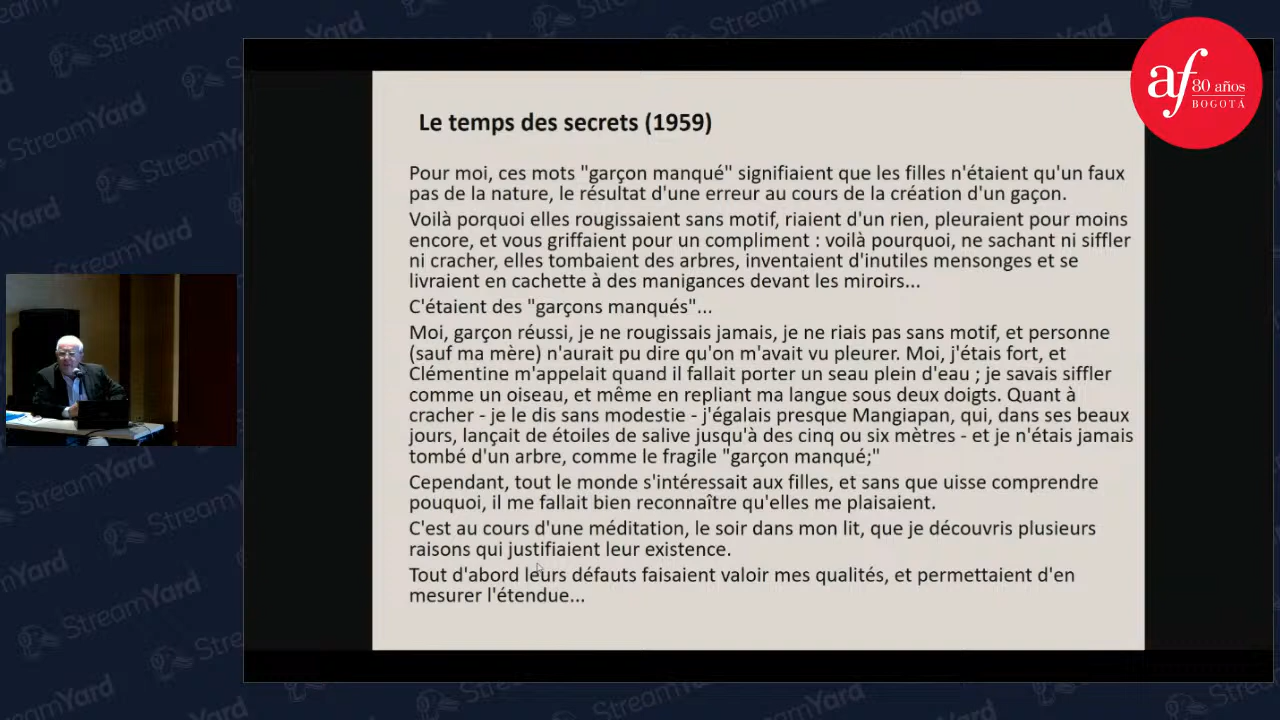 Le temps des secrets (1959)
Pour moi, ces mots "garçon manqué" signifiaient que les filles n'étaient qu'un faux
pas de la nature, le résultat d'une erreur au cours de la création d'un gaçon.
Voilà porquoi elles rougissaient sans motif, riaient d'un rien, pleuraient pour moins
encore, et vous griffaient pour un compliment : voilà pourquoi, ne sachant ni siffler
ni cracher, elles tombaient des arbres, inventaient d'inutiles mensonges et se
livraient en cachette à des manigances devant les miroirs...
C'étaient des "garçons manqués"...
Moi, garçon réussi, je ne rougissais jamais, je ne riais pas sans motif, et personne
(sauf ma mère) n'aurait pu dire qu'on m'avait vu pleurer. Moi, j'étais fort, et
Clémentine m'appelait quand il fallait porter un seau plein d'eau ; je savais siffler
comme un oiseau, et même en repliant ma langue sous deux doigts. Quant à
cracher - je le dis sans modestie - j'égalais presque Mangiapan, qui, dans ses beaux
jours, lançait de étoiles de salive jusqu'à des cinq ou six mètres - et je n'étais jamais
tombé d'un arbre, comme le fragile "garçon manqué;"
Cependant, tout le monde s'intéressait aux filles, et sans que uisse comprendre
pouquoi, il me fallait bien reconnaître qu'elles me plaisaient.
C'est au cours d'une méditation, le soir dans mon lit, que je découvris plusieurs
raisons qui justifiaient leur existence.
Tout d'abord leurs défauts faisaient valoir mes qualités, et permettaient d'en
mesurer l'étendue...
af 80 años
BOGOTÁ
StreamYard
StreamYard
StreamYard
StreamYard
StreamYard
StreamYard
StreamYard